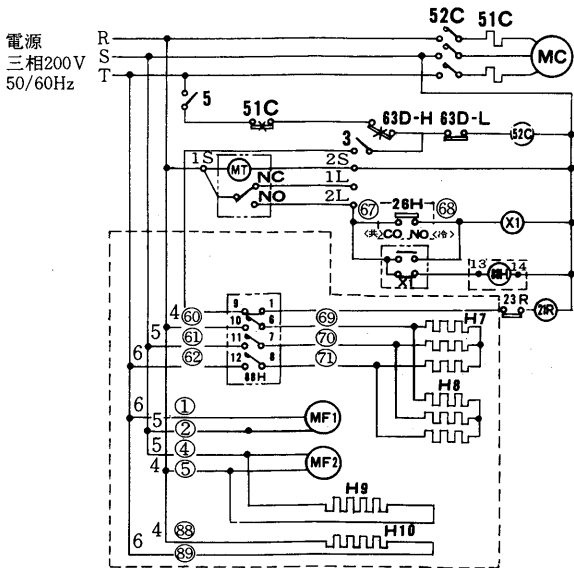 52C 51C
電源 R
三相200V S
50/60Hz T
MC
5
51C
63D-H 63D-L
52C
3
1S MT 2S
NC 1L
NO 2L
67 26H 68
X1
<共>CO NO<冷>
X1
13 88H 14
4 60 9 1 23R 21R
5 61 10 6 69 H7
6 62 11 7 70
12 8 71
88H
H8
6 1 MF1
5 2
5 4 MF2
4 5
H9
4 88 H10
6 89